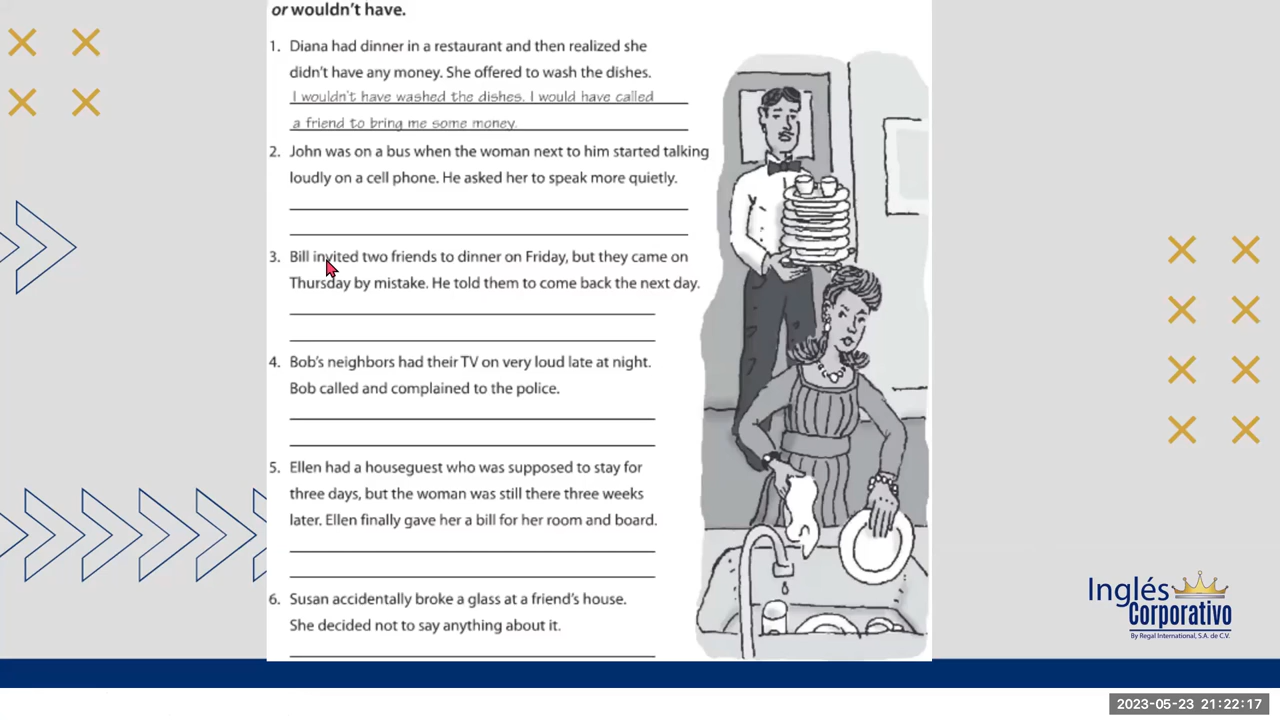 or wouldn't have.
1. Diana had dinner in a restaurant and then realized she
didn't have any money. She offered to wash the dishes.
I wouldn't have washed the dishes. I would have called
a friend to bring me some money.
2. John was on a bus when the woman next to him started talking
loudly on a cell phone. He asked her to speak more quietly.
3. Bill invited two friends to dinner on Friday, but they came on
Thursday by mistake. He told them to come back the next day.
4. Bob's neighbors had their TV on very loud late at night.
Bob called and complained to the police.
5. Ellen had a houseguest who was supposed to stay for
three days, but the woman was still there three weeks
later. Ellen finally gave her a bill for her room and board.
6. Susan accidentally broke a glass at a friend's house.
She decided not to say anything about it.
Inglés
Corporativo
By Regal International, S.A. de C.V.
2023-05-23 21:22:17